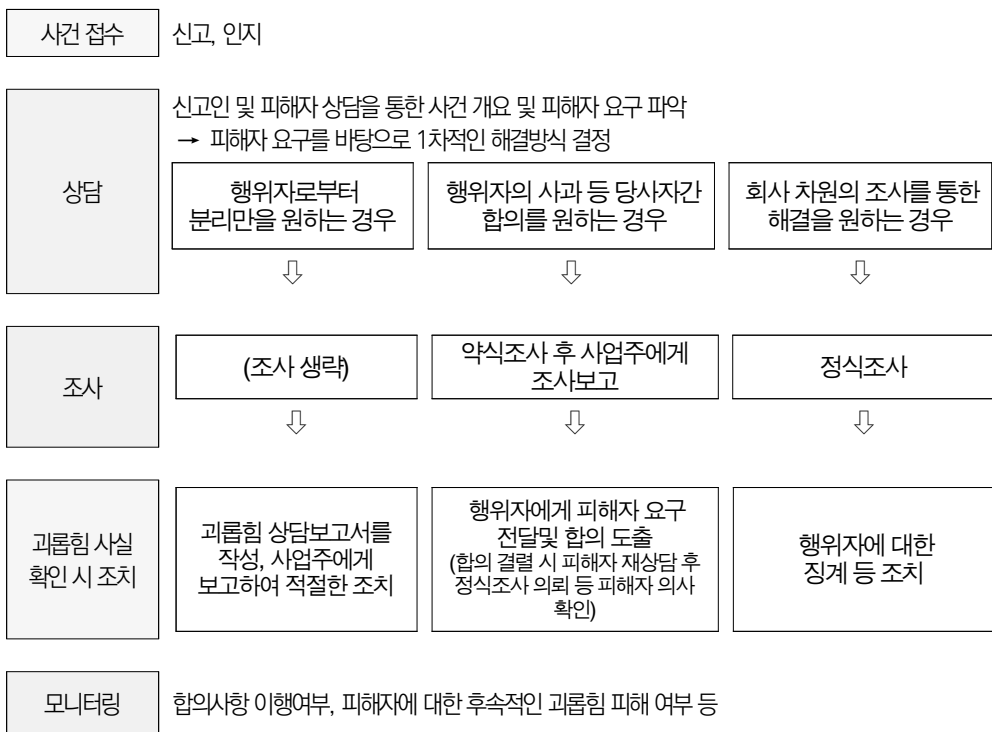 사건 접수
신고, 인지
상담
신고인 및 피해자 상담을 통한 사건 개요 및 피해자 요구 파악
→ 피해자 요구를 바탕으로 1차적인 해결방식 결정
행위자로부터
분리만을 원하는 경우
행위자의 사과 등 당사자간
합의를 원하는 경우
회사 차원의 조사를 통한
해결을 원하는 경우
조사
(조사 생략)
약식조사 후 사업주에게
조사보고
정식조사
괴롭힘 사실
확인 시 조치
괴롭힘 상담보고서를
작성, 사업주에게
보고하여 적절한 조치
행위자에게 피해자 요구
전달및 합의 도출
(합의 결렬 시 피해자 재상담 후
정식조사 의뢰 등 피해자 의사
확인)
행위자에 대한
징계 등 조치
모니터링
합의사항 이행여부, 피해자에 대한 후속적인 괴롭힘 피해 여부 등